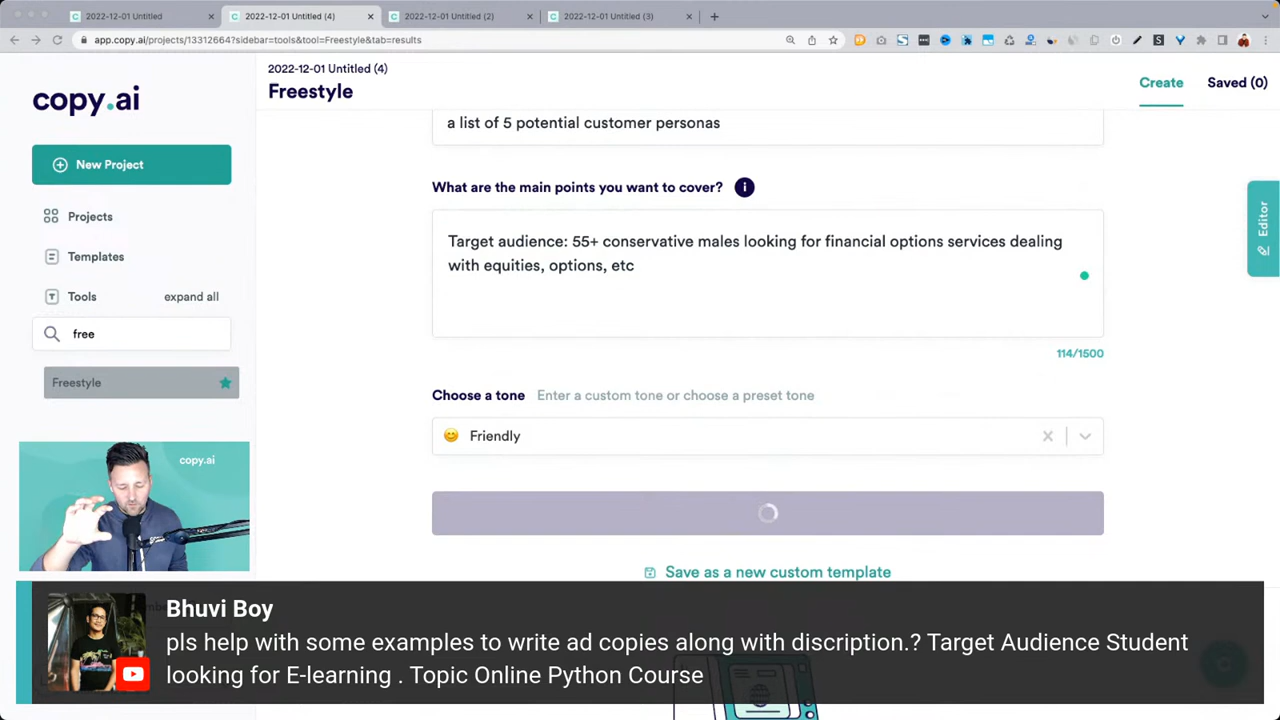 2022-12-01 Untitled
2022-12-01 Untitled (4)
2022-12-01 Untitled (2)
2022-12-01 Untitled (3)
app.copy.ai/projects/13312664?sidebar=tools&tool=Freestyle&tab=results
copy.ai
New Project
Projects
Templates
Tools
expand all
free
Freestyle
copy.ai
2022-12-01 Untitled (4)
Freestyle
Create
Saved (0)
a list of 5 potential customer personas
What are the main points you want to cover?
Target audience: 55+ conservative males looking for financial options services dealing
with equities, options, etc
114/1500
Choose a tone
Enter a custom tone or choose a preset tone
Friendly
Save as a new custom template
Editor
Bhuvi Boy
pls help with some examples to write ad copies along with discription.? Target Audience Student
looking for E-learning . Topic Online Python Course